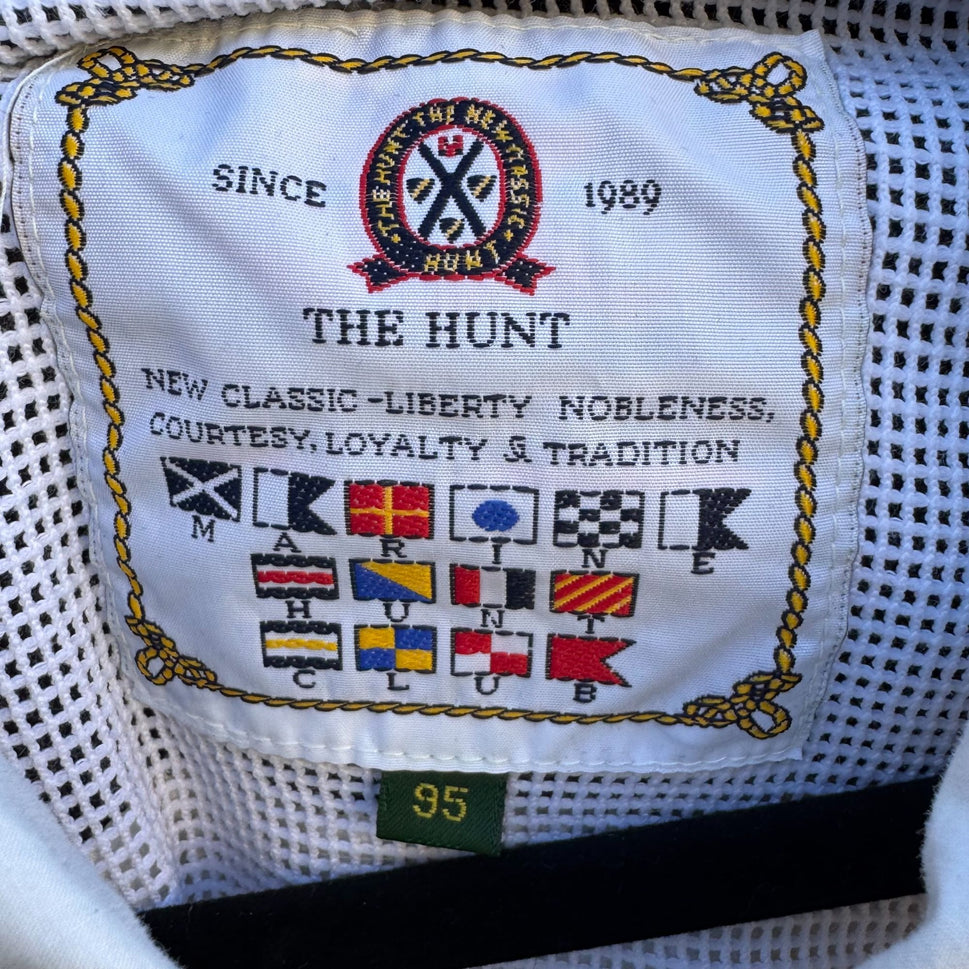 THE HUNT THE NEW CLASSIC
HUNT
SINCE 1989
THE HUNT
NEW CLASSIC -LIBERTY NOBLENESS,
COURTESY, LOYALTY & TRADITION
M A R I N E
H U N T
C L U B
95